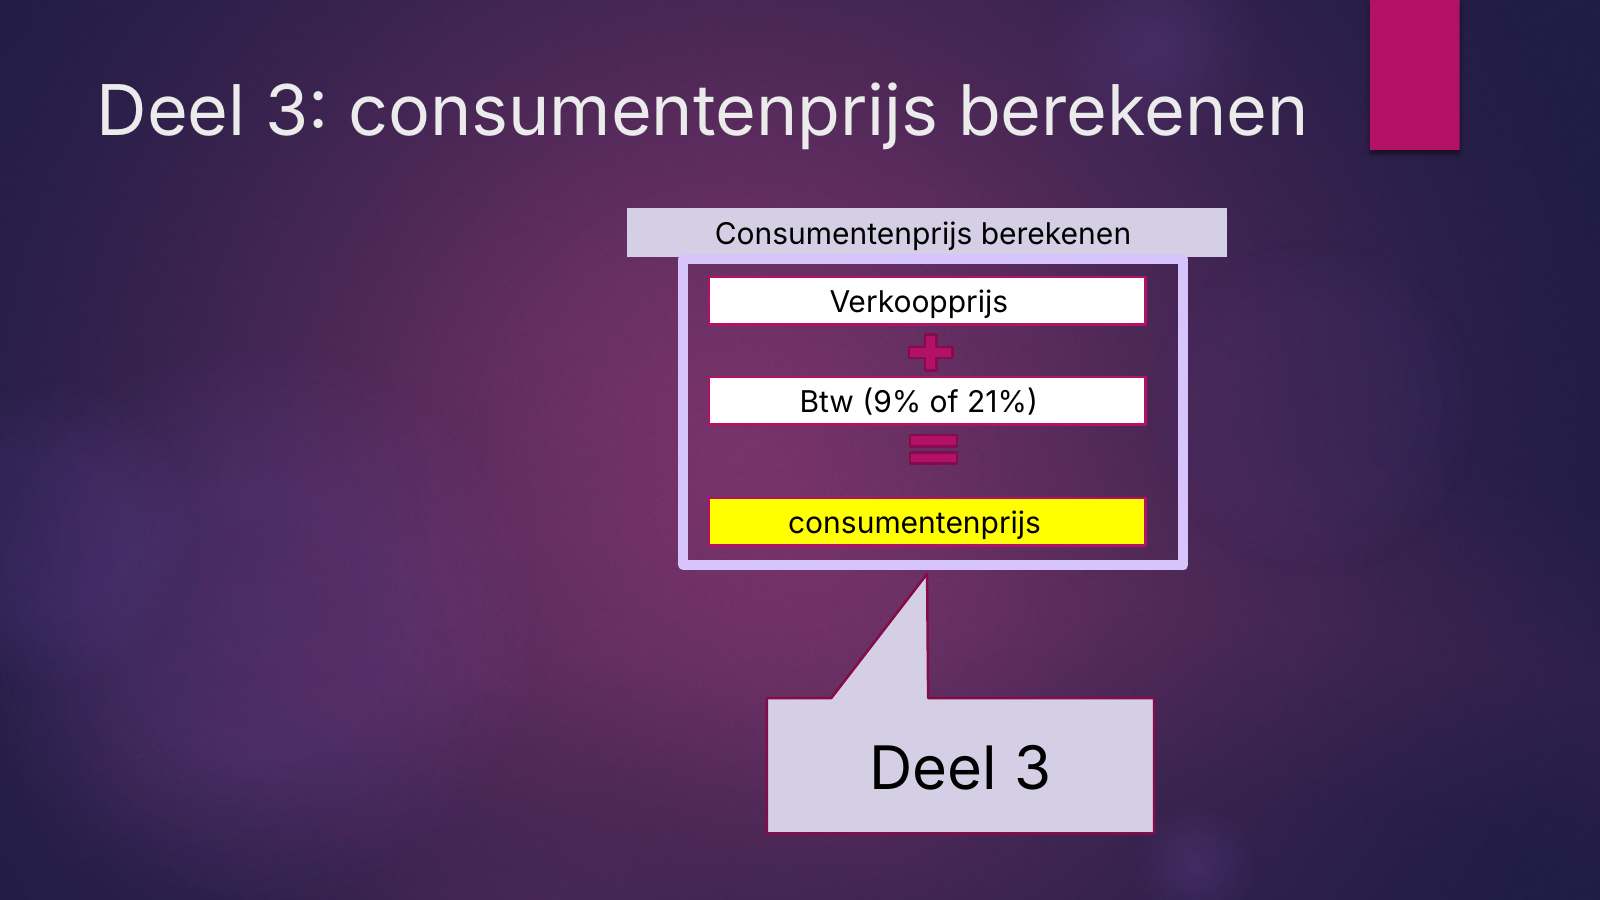 Deel 3: consumentenprijs berekenen
Consumentenprijs berekenen
Verkoopprijs
Btw (9% of 21%)
consumentenprijs
Deel 3